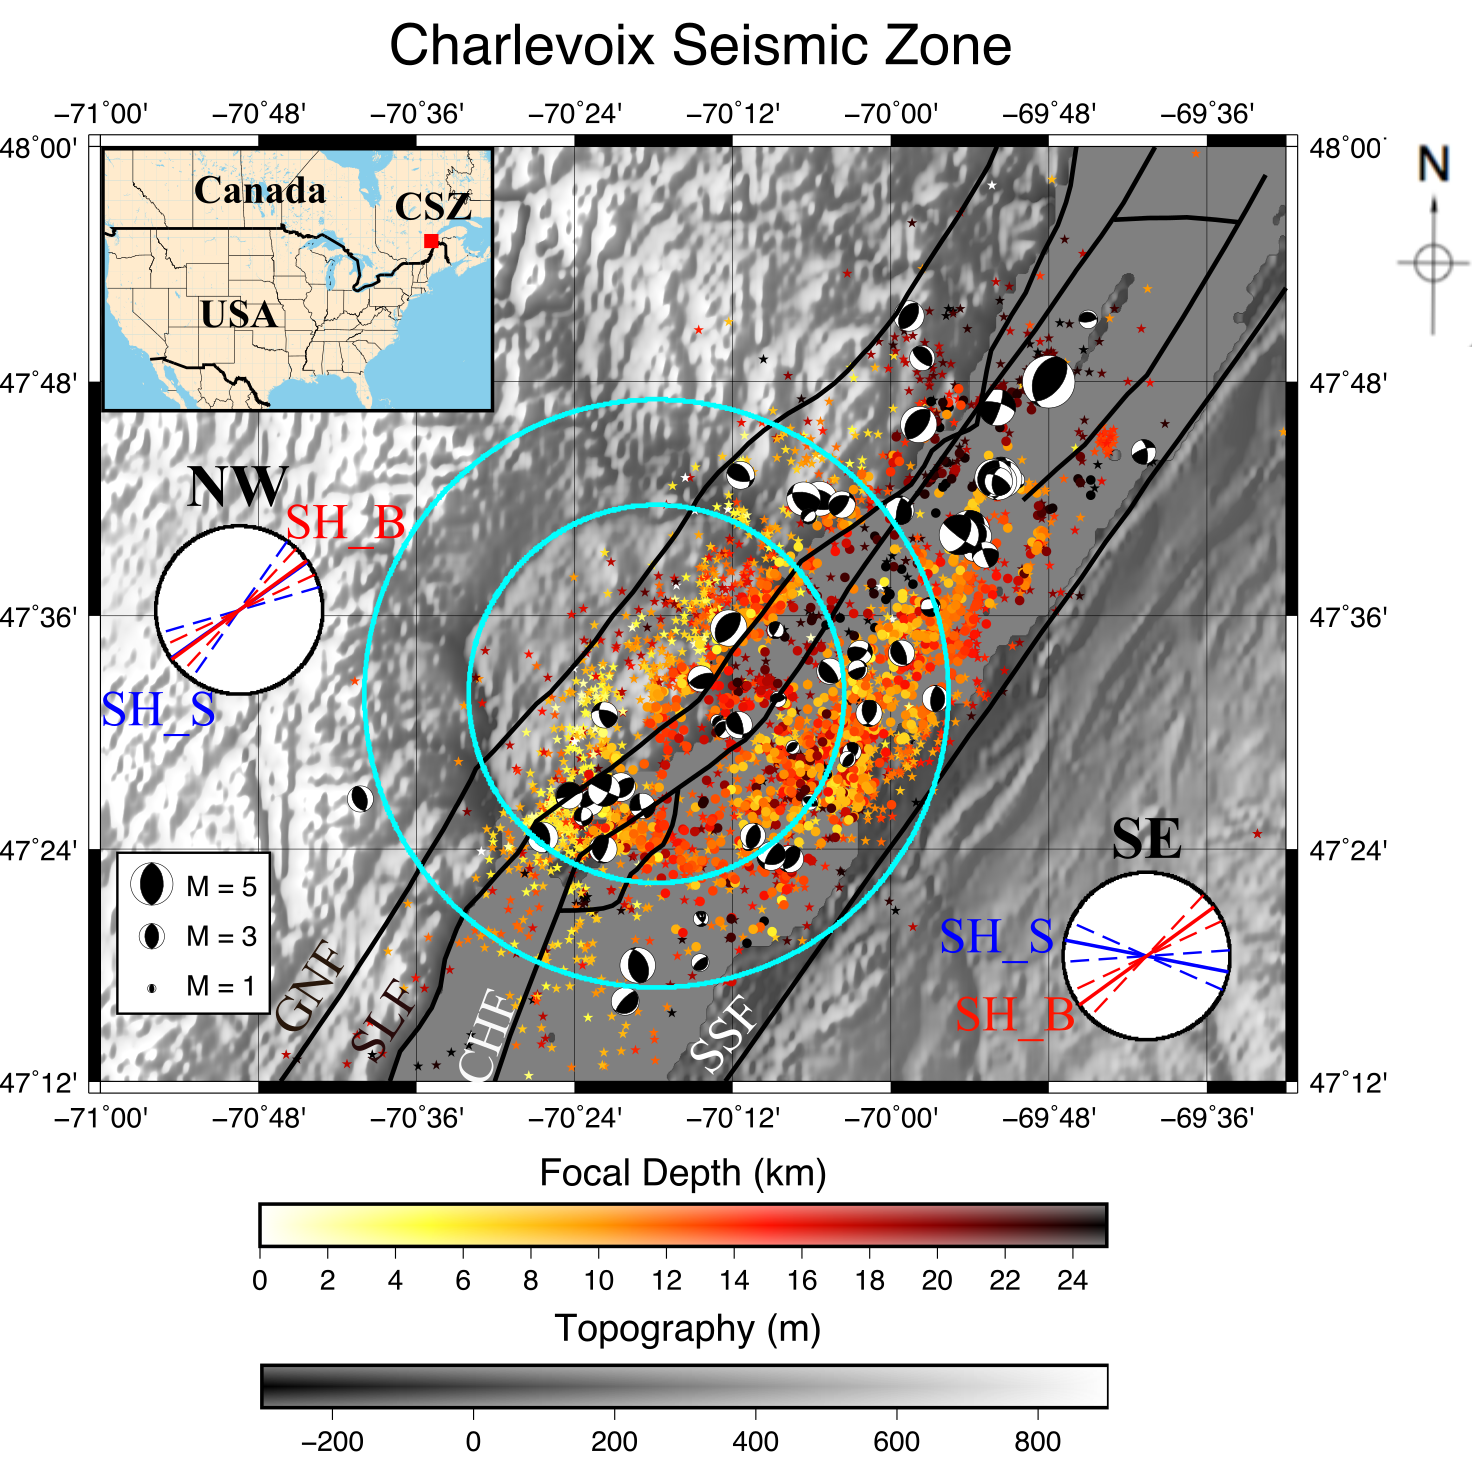 Charlevoix Seismic Zone
−71˚00' −70˚48' −70˚36' −70˚24' −70˚12' −70˚00' −69˚48' −69˚36'
48˚00' 48˚00'
N
Canada
CSZ
USA
47˚48' 47˚48'
NW
SH_B
47˚36' 47˚36'
SH_S
SE
47˚24' 47˚24'
M = 5
M = 3
M = 1
SH_S
SH_B
GNF
SLF
CHF
SSF
47˚12' 47˚12'
−71˚00' −70˚48' −70˚36' −70˚24' −70˚12' −70˚00' −69˚48' −69˚36'
Focal Depth (km)
0 2 4 6 8 10 12 14 16 18 20 22 24
Topography (m)
−200 0 200 400 600 800